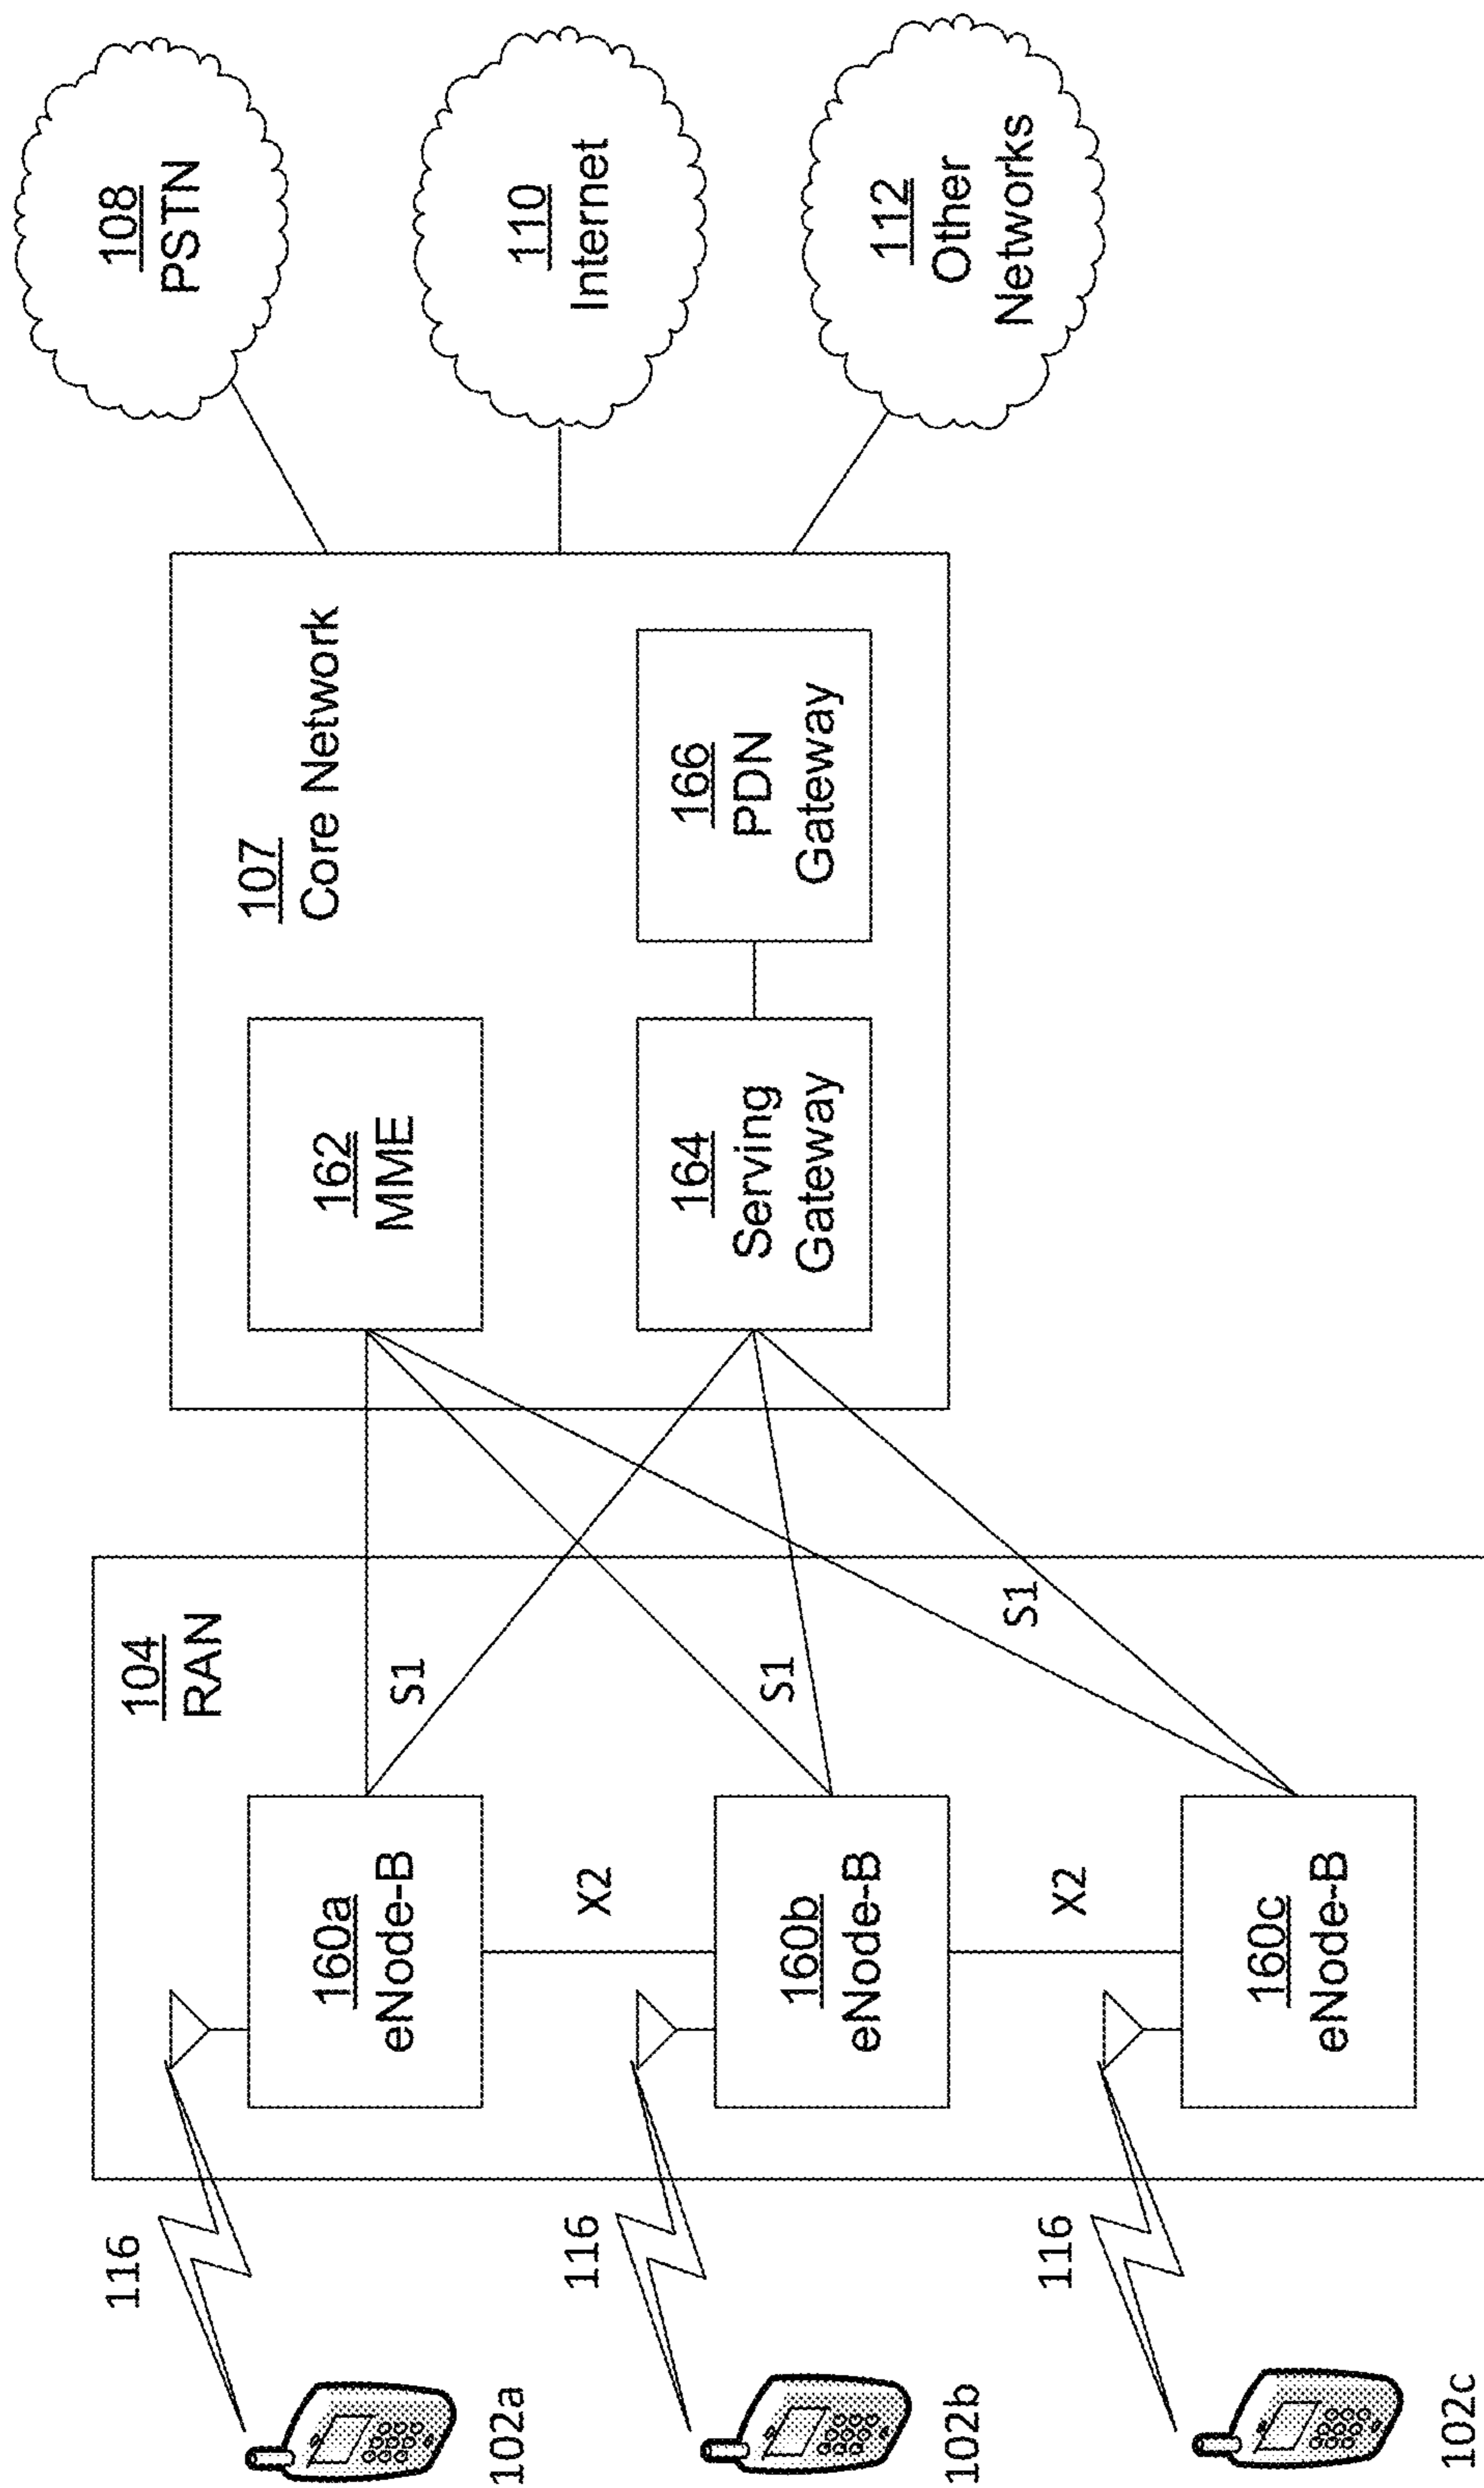 116
102a
116
102b
116
102c
104
RAN
160a
eNode-B
X2
160b
eNode-B
X2
160c
eNode-B
S1
S1
S1
107
Core Network
162
MME
164
Serving
Gateway
166
PDN
Gateway
108
PSTN
110
Internet
112
Other
Networks